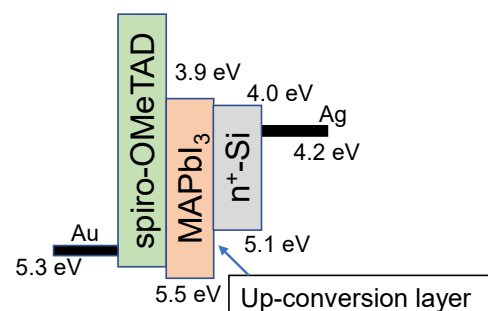 3.9 eV
4.0 eV
Ag
4.2 eV
spiro-OMeTAD
MAPbI₃
n⁺-Si
Au
5.3 eV
5.1 eV
5.5 eV
Up-conversion layer